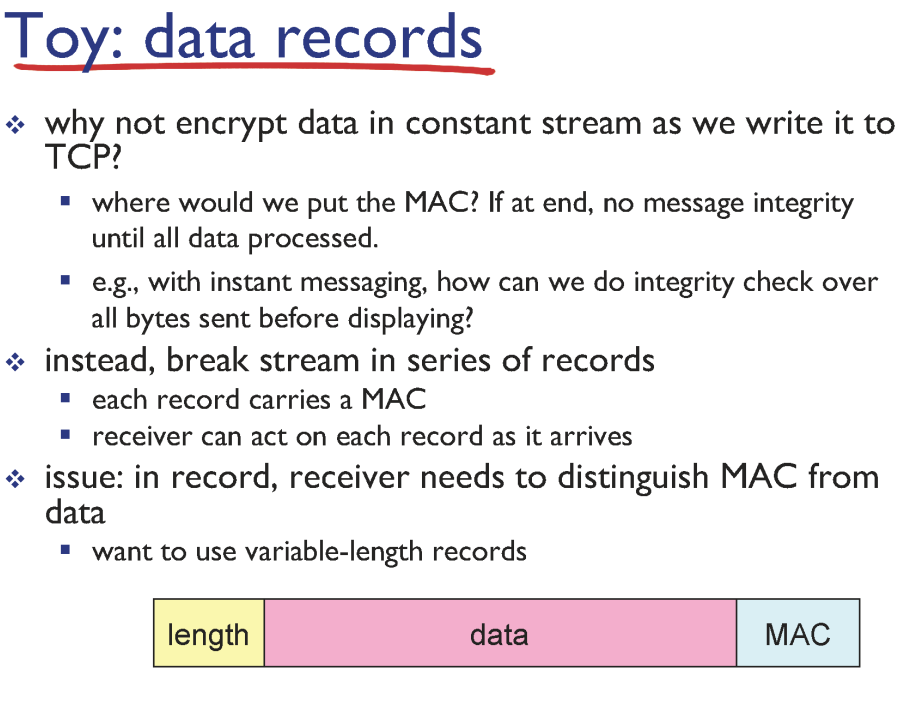 Toy: data records
why not encrypt data in constant stream as we write it to
TCP?
where would we put the MAC? If at end, no message integrity
until all data processed.
e.g., with instant messaging, how can we do integrity check over
all bytes sent before displaying?
instead, break stream in series of records
each record carries a MAC
receiver can act on each record as it arrives
issue: in record, receiver needs to distinguish MAC from
data
want to use variable-length records
length data MAC